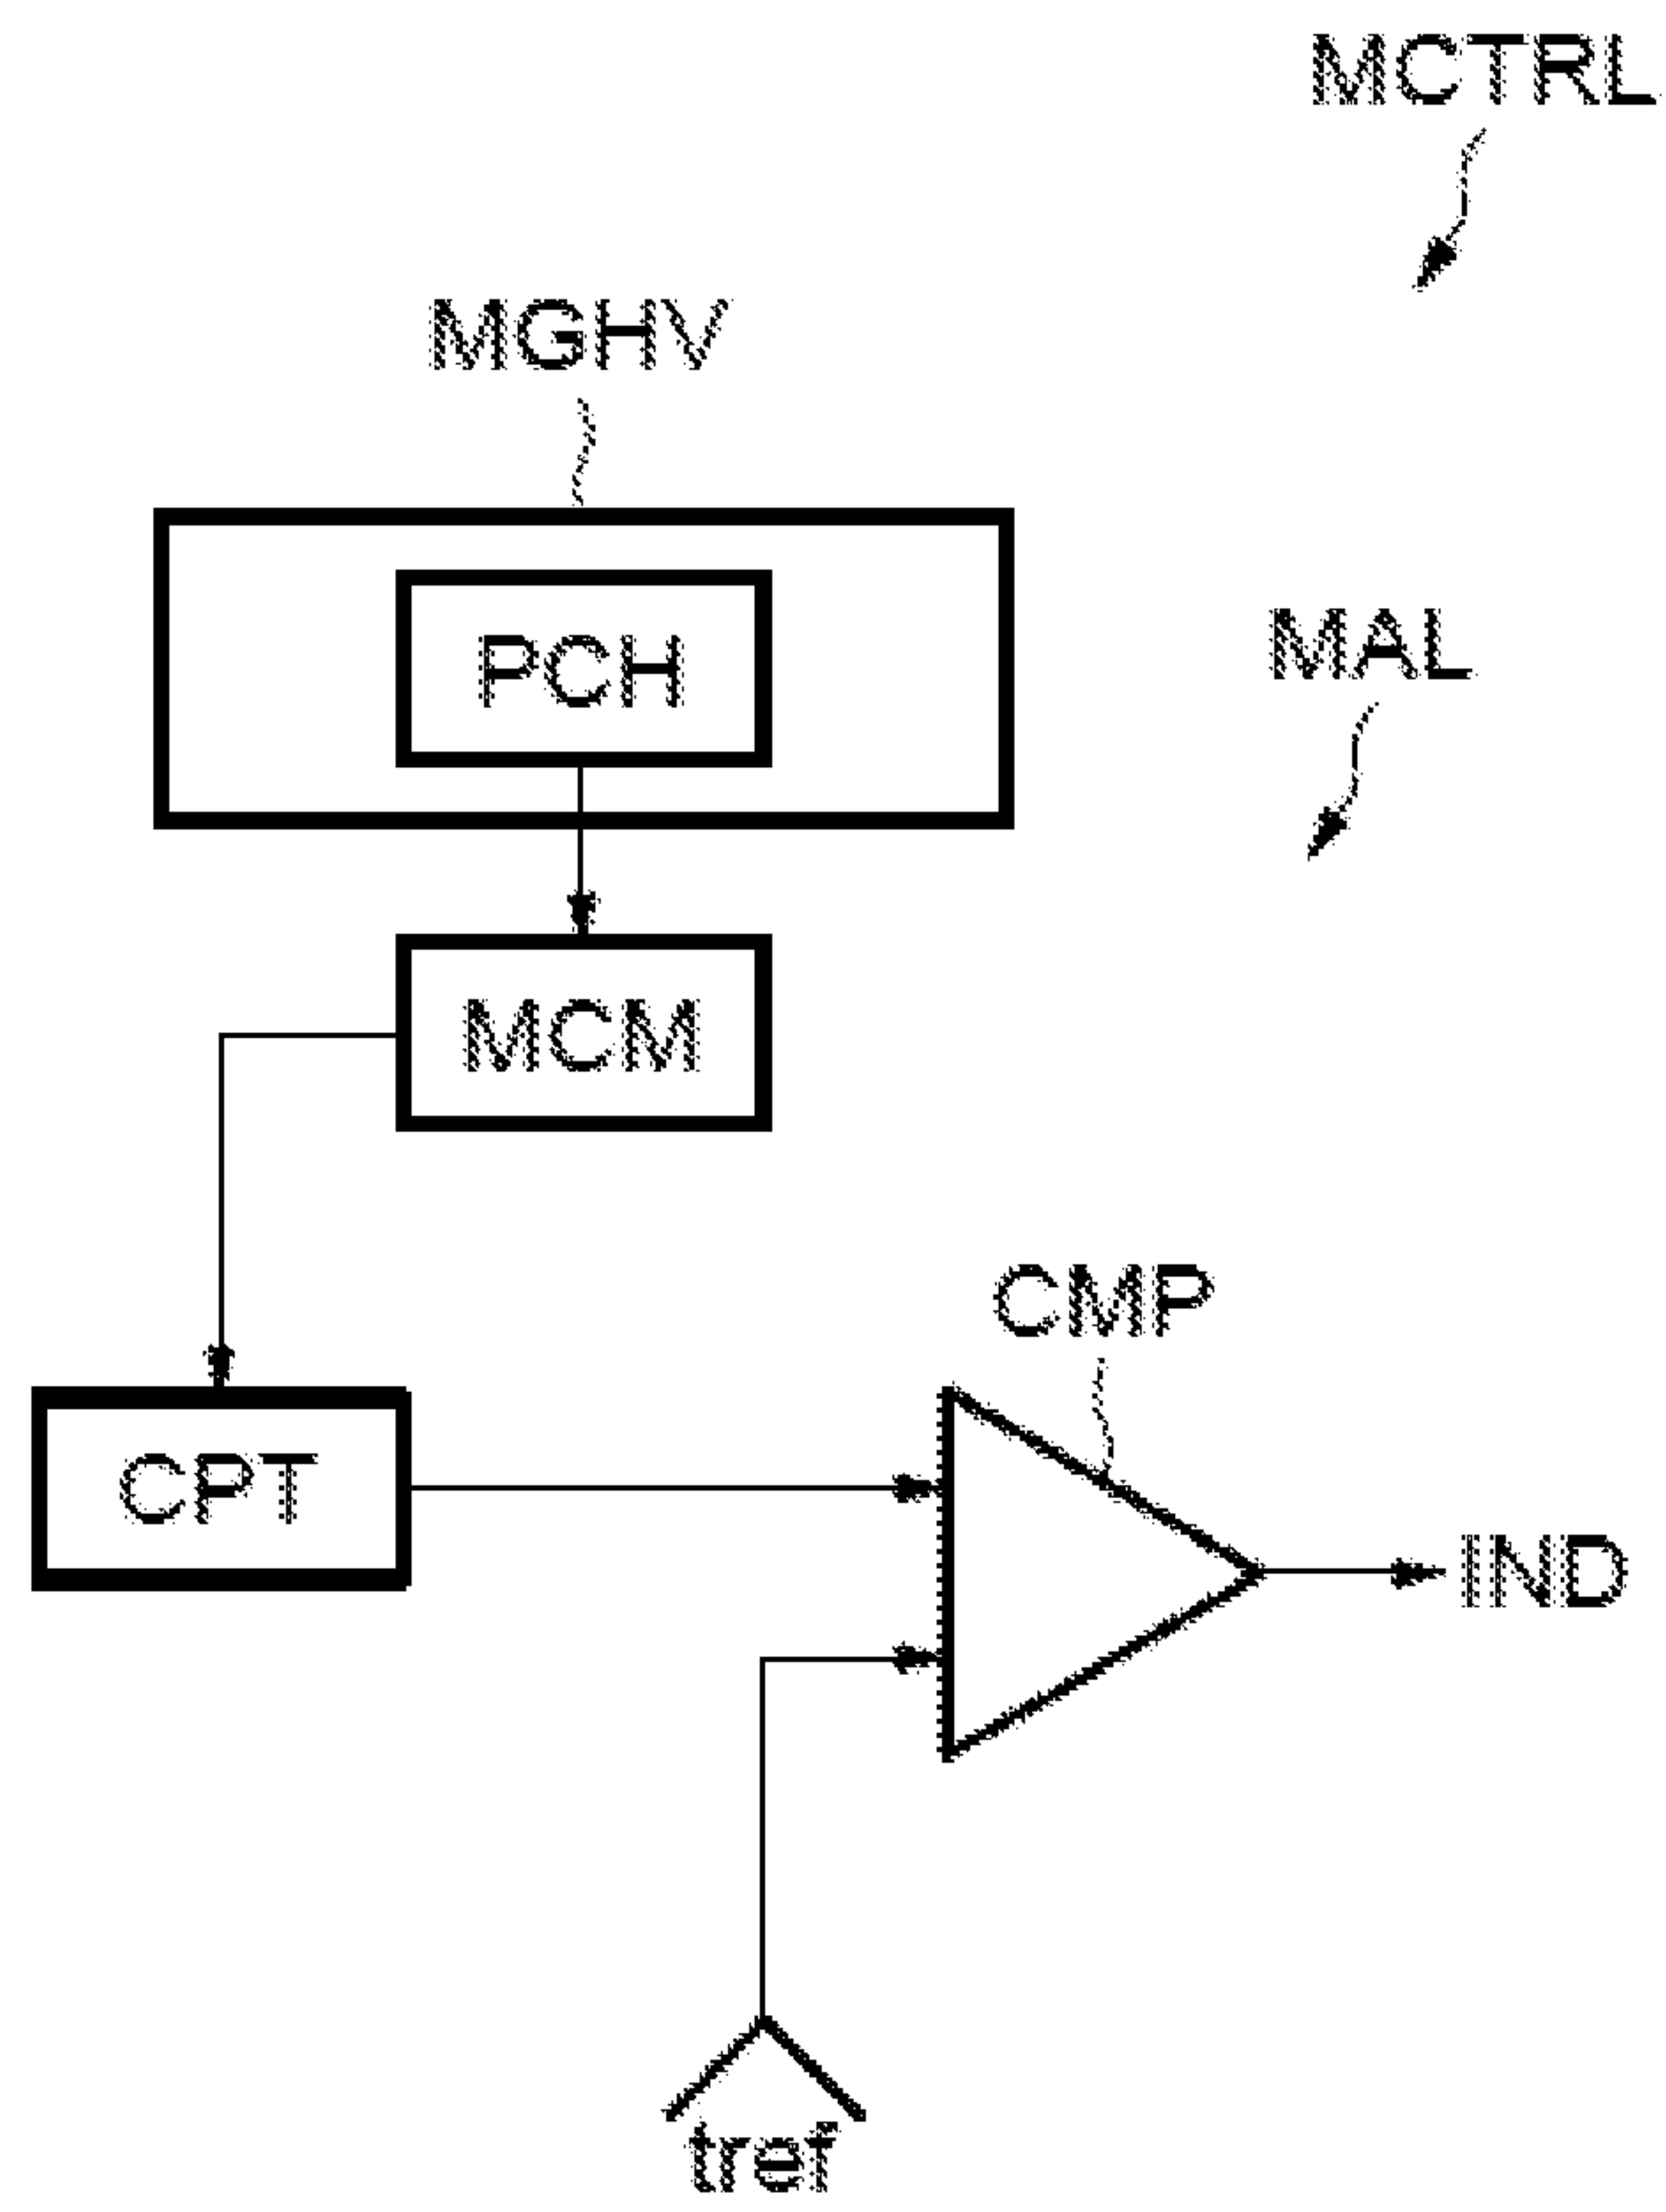 MCTRL
MGHV
PCH
MAL
MCM
CMP
CPT
IND
tref